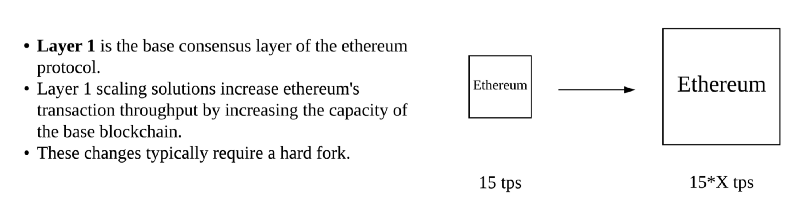 • Layer 1 is the base consensus layer of the ethereum
protocol.
• Layer 1 scaling solutions increase ethereum's
transaction throughput by increasing the capacity of
the base blockchain.
• These changes typically require a hard fork.
Ethereum
Ethereum
15 tps
15*X tps